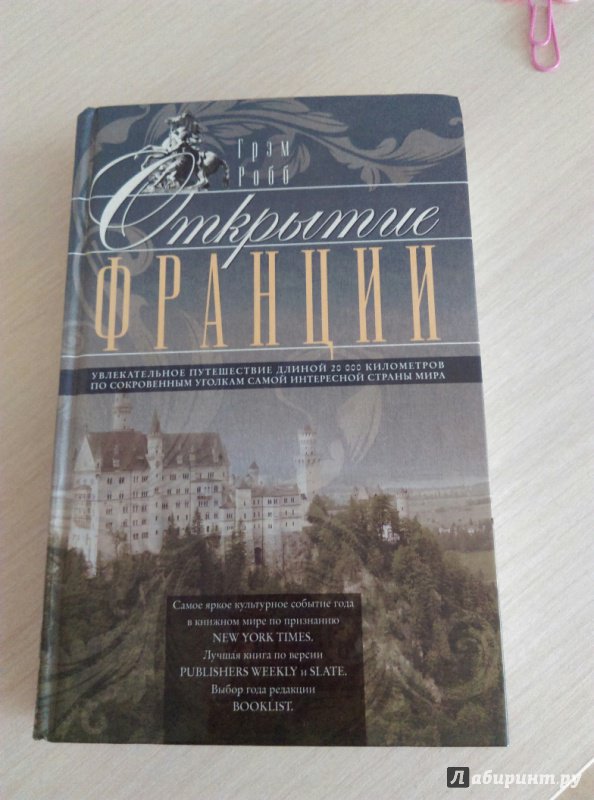 Грэм
Робб
Открытие
ФРАНЦИИ
УВЛЕКАТЕЛЬНОЕ ПУТЕШЕСТВИЕ ДЛИНОЙ 20 000 КИЛОМЕТРОВ
ПО СОКРОВЕННЫМ УГОЛКАМ САМОЙ ИНТЕРЕСНОЙ СТРАНЫ МИРА
Самое яркое культурное событие года
в книжном мире по признанию
NEW YORK TIMES.
Лучшая книга по версии
PUBLISHERS WEEKLY и SLATE.
Выбор года редакции
BOOKLIST.
Лабиринт.ру